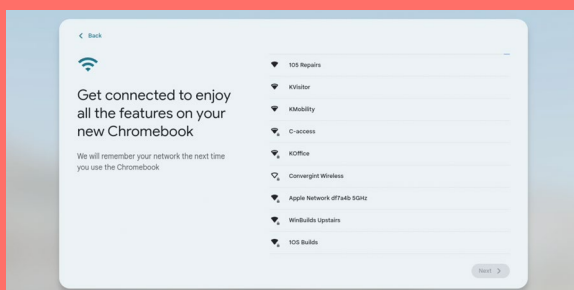 Back
Get connected to enjoy
all the features on your
new Chromebook
We will remember your network the next time
you use the Chromebook
105 Repairs
KVisitor
KMobility
C-access
KOffice
Convergint Wireless
Apple Network df7a4b 5GHz
WinBuilds Upstairs
1OS Builds
Next